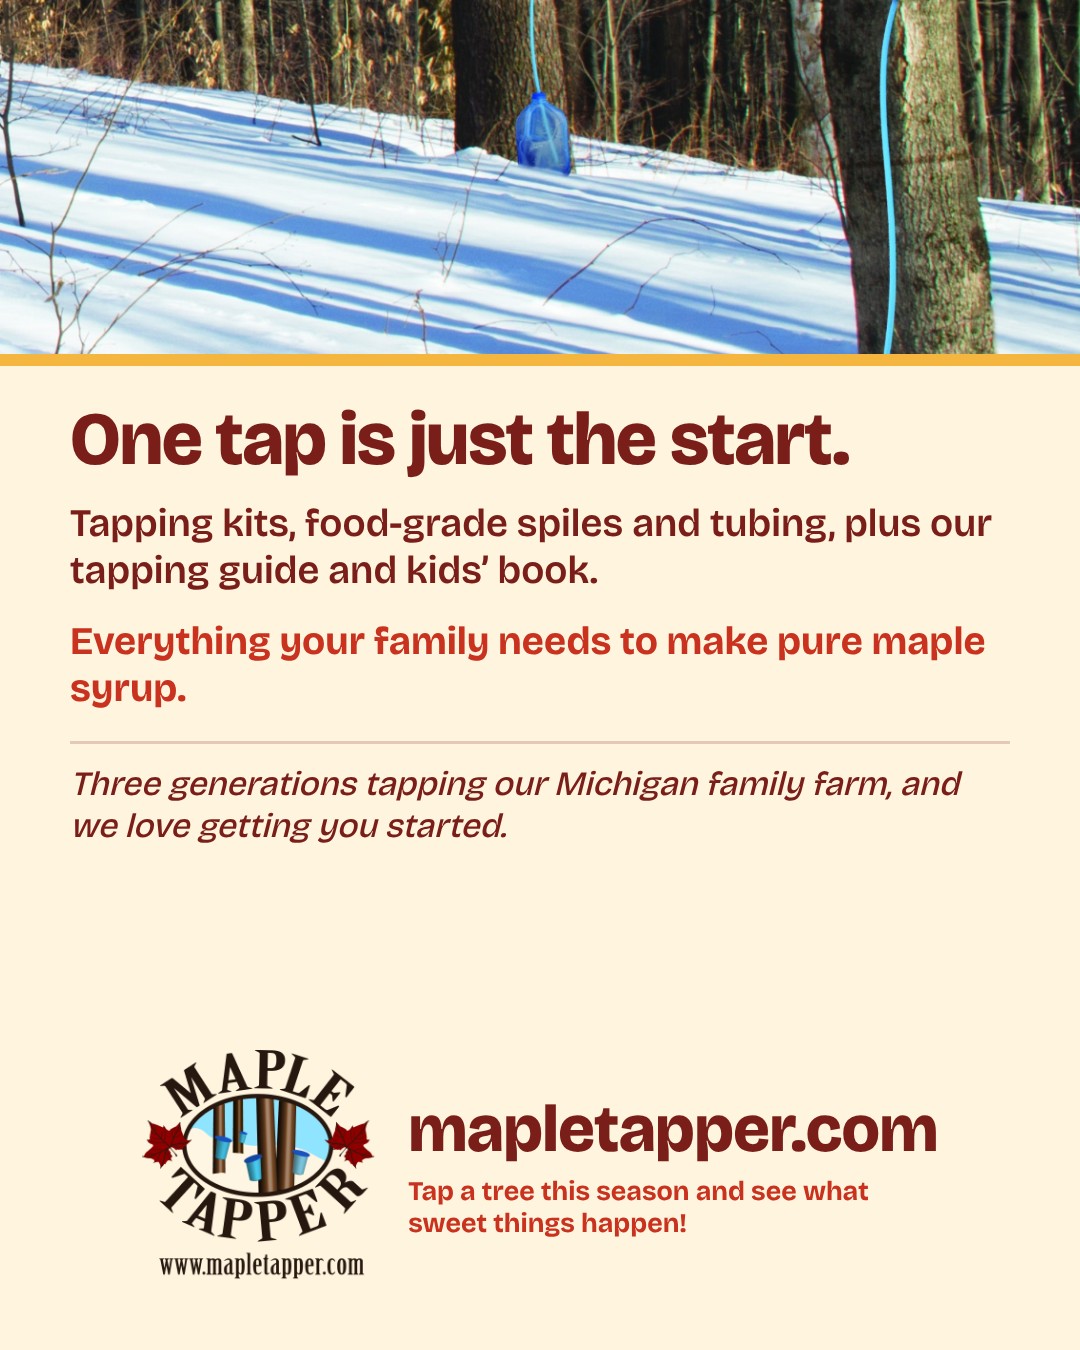 One tap is just the start.
Tapping kits, food-grade spiles and tubing, plus our
tapping guide and kids’ book.
Everything your family needs to make pure maple
syrup.
Three generations tapping our Michigan family farm, and
we love getting you started.
MAPLE
TAPPER
www.mapletapper.com
mapletapper.com
Tap a tree this season and see what
sweet things happen!